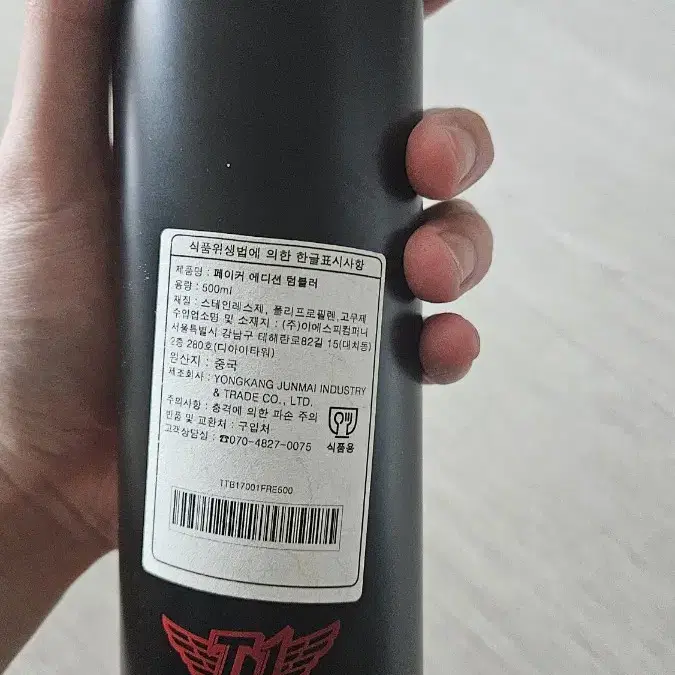 식품위생법에 의한 한글표시사항
제품명 : 페이커 에디션 텀블러
용량 : 500ml
재질 : 스테인레스제, 폴리프로필렌, 고무제
수입업소명 및 소재지 : (주)이에스피컴퍼니
서울특별시 강남구 테헤란로82길 15(대치동)
2층 280호(디아이타워)
원산지 : 중국
제조회사 : YONGKANG JUNMAI INDUSTRY
& TRADE CO., LTD.
주의사항 : 충격에 의한 파손 주의
반품 및 교환처 : 구입처
고객상담실 : ☎070-4827-0075
식품용
TTB17001FRE500
T1